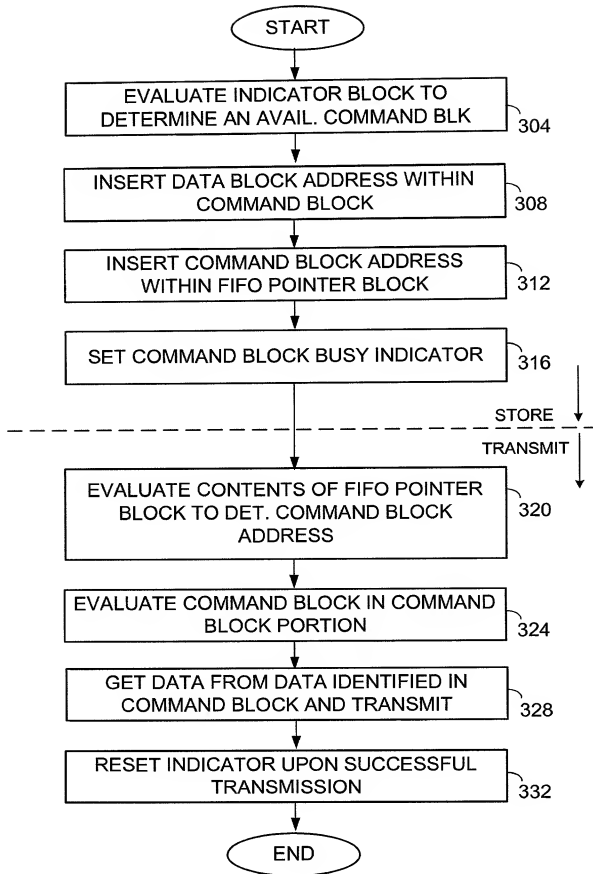 START
EVALUATE INDICATOR BLOCK TO
DETERMINE AN AVAIL. COMMAND BLK
304
INSERT DATA BLOCK ADDRESS WITHIN
COMMAND BLOCK
308
INSERT COMMAND BLOCK ADDRESS
WITHIN FIFO POINTER BLOCK
312
SET COMMAND BLOCK BUSY INDICATOR
316
STORE
TRANSMIT
EVALUATE CONTENTS OF FIFO POINTER
BLOCK TO DET. COMMAND BLOCK
ADDRESS
320
EVALUATE COMMAND BLOCK IN COMMAND
BLOCK PORTION
324
GET DATA FROM DATA IDENTIFIED IN
COMMAND BLOCK AND TRANSMIT
328
RESET INDICATOR UPON SUCCESSFUL
TRANSMISSION
332
END